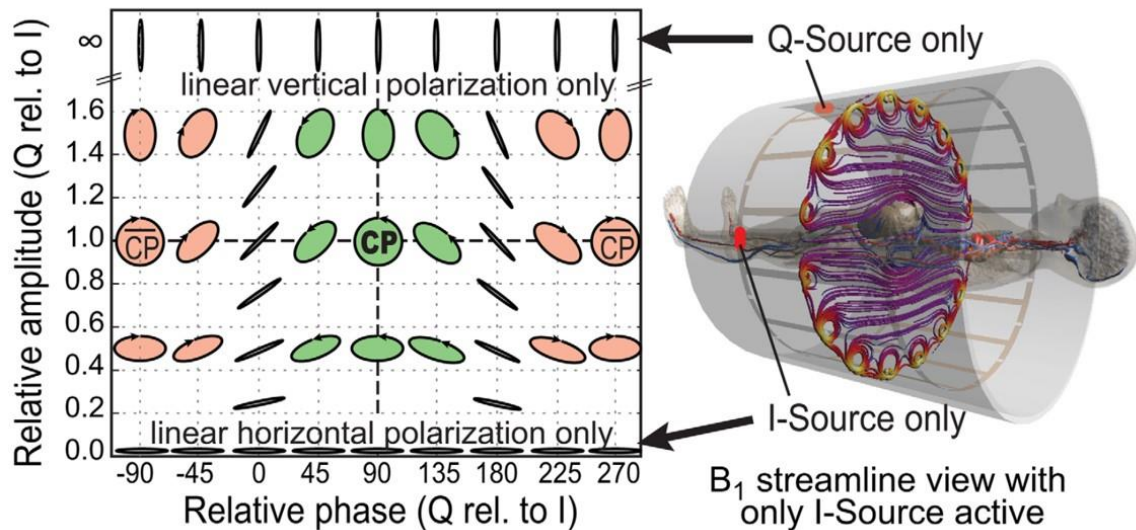 ∞
linear vertical polarization only
1.6
1.4
1.2
1.0
0.8
0.6
0.4
0.2
0.0
CP
CP
CP
linear horizontal polarization only
-90 -45 0 45 90 135 180 225 270
Relative phase (Q rel. to I)
Relative amplitude (Q rel. to I)
Q-Source only
I-Source only
B₁ streamline view with
only I-Source active